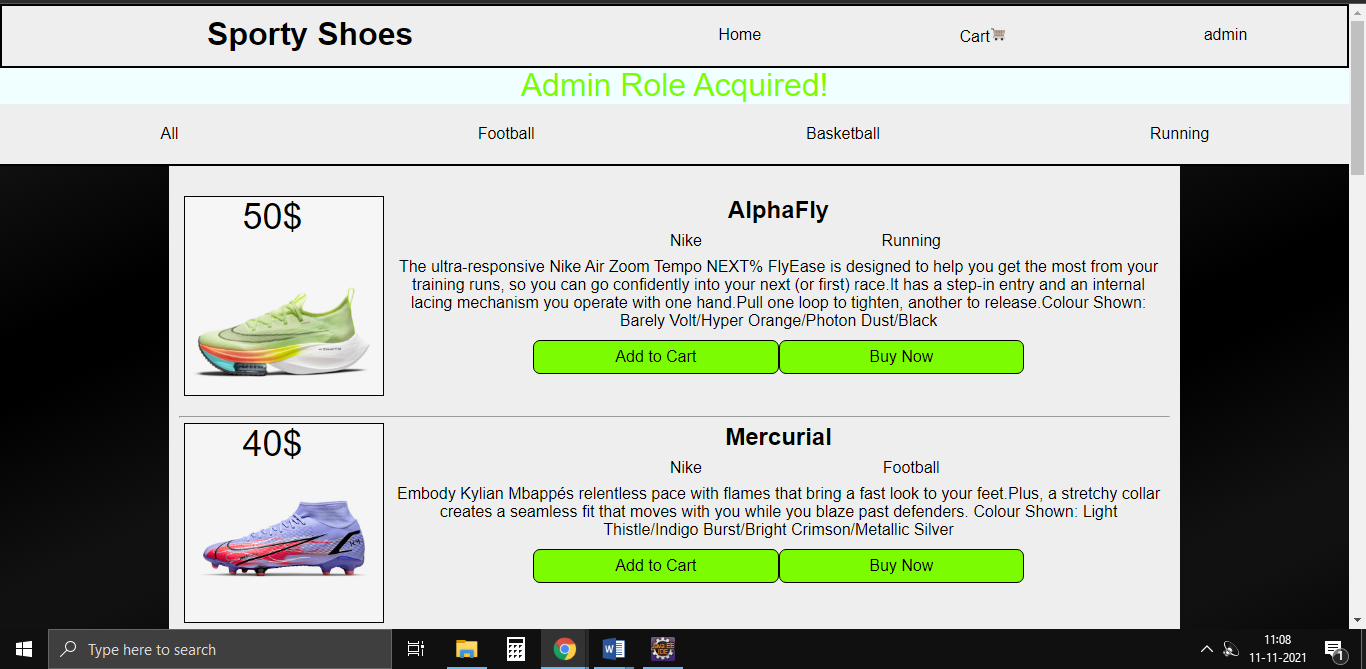 Sporty Shoes
Home
Cart
admin
Admin Role Acquired!
All
Football
Basketball
Running
50$
AlphaFly
Nike
Running
The ultra-responsive Nike Air Zoom Tempo NEXT% FlyEase is designed to help you get the most from your
training runs, so you can go confidently into your next (or first) race.It has a step-in entry and an internal
lacing mechanism you operate with one hand.Pull one loop to tighten, another to release.Colour Shown:
Barely Volt/Hyper Orange/Photon Dust/Black
Add to Cart
Buy Now
40$
Mercurial
Nike
Football
Embody Kylian Mbappés relentless pace with flames that bring a fast look to your feet.Plus, a stretchy collar
creates a seamless fit that moves with you while you blaze past defenders. Colour Shown: Light
Thistle/Indigo Burst/Bright Crimson/Metallic Silver
Add to Cart
Buy Now
Type here to search
11:08
11-11-2021
1